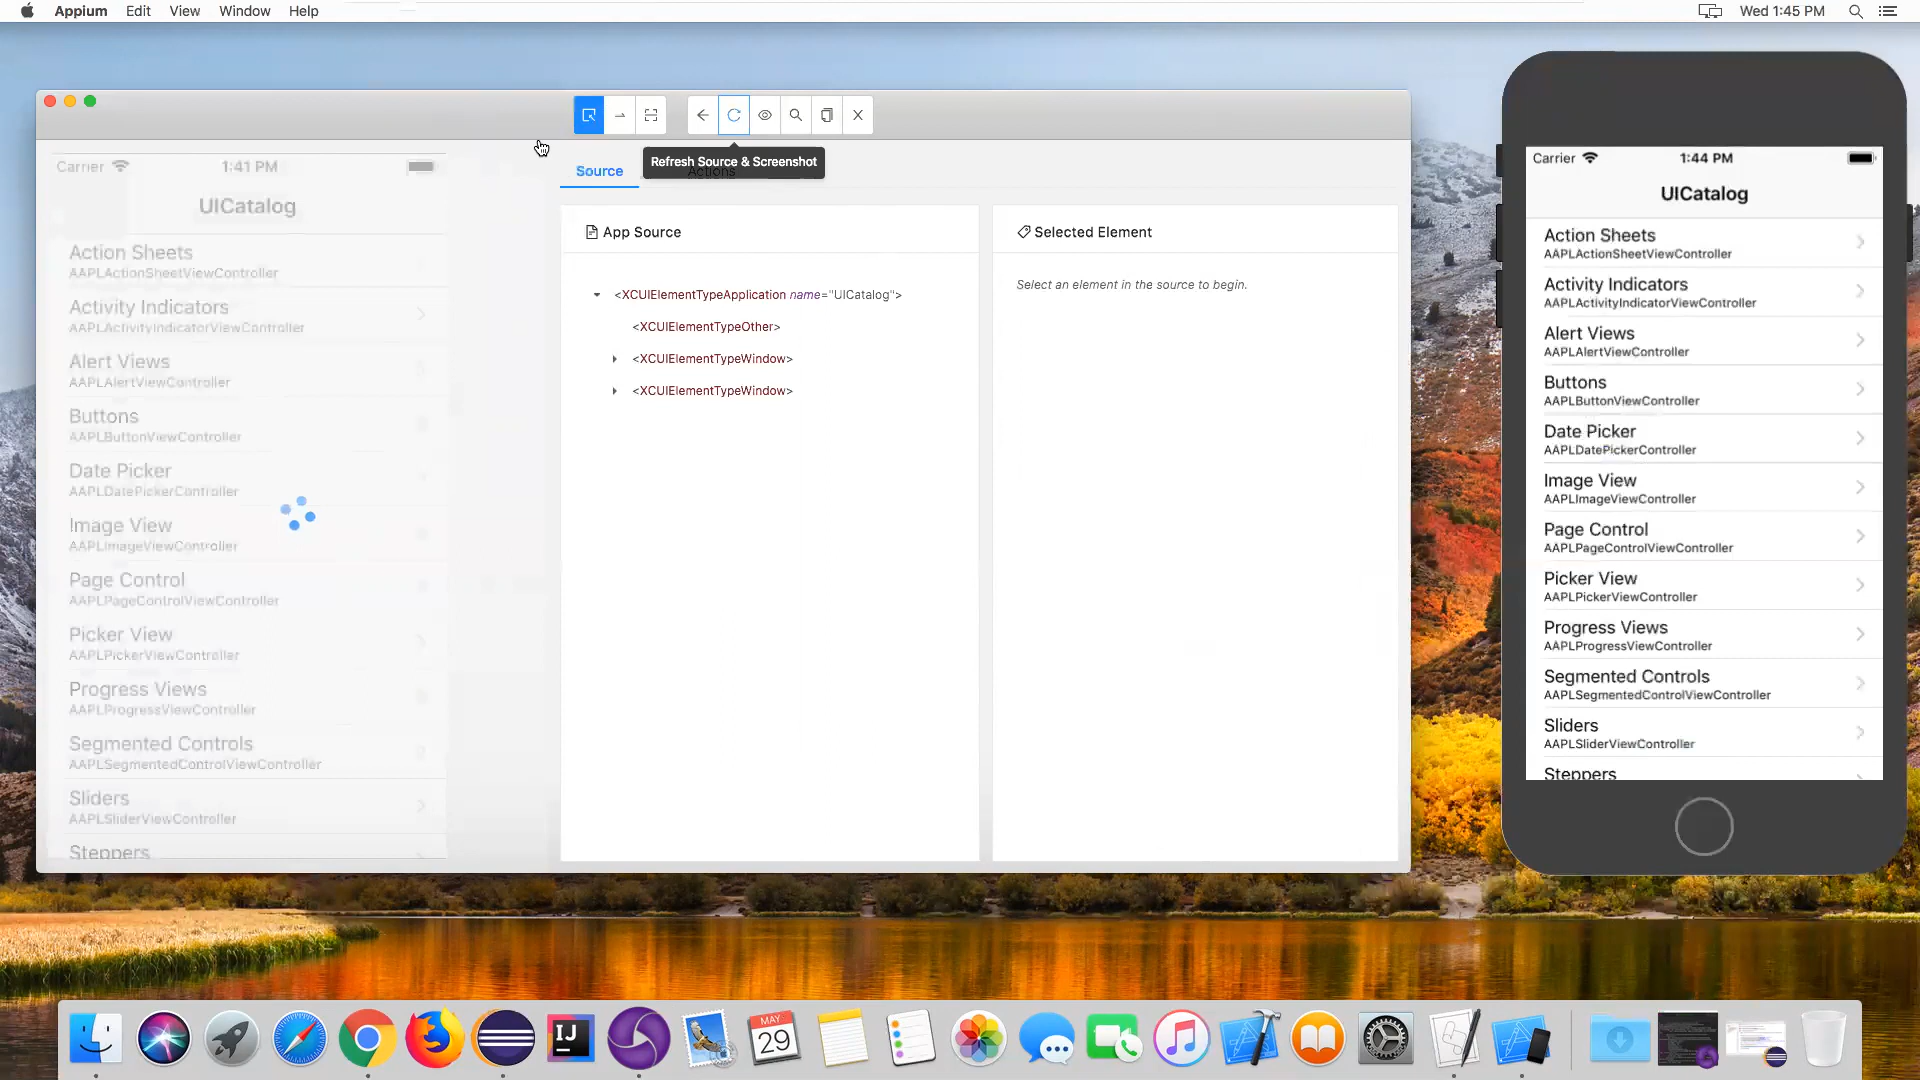 Appium Edit View Window Help
Wed 1:45 PM
Refresh Source & Screenshot
Source
Actions
Carrier
1:41 PM
UICatalog
Action Sheets
AAPLActionSheetViewController
Activity Indicators
AAPLActivityIndicatorViewController
Alert Views
AAPLAlertViewController
Buttons
AAPLButtonViewController
Date Picker
AAPLDatePickerController
Image View
AAPLImageViewController
Page Control
AAPLPageControlViewController
Picker View
AAPLPickerViewController
Progress Views
AAPLProgressViewController
Segmented Controls
AAPLSegmentedControlViewController
Sliders
AAPLSliderViewController
Steppers
App Source
<XCUIElementTypeApplication name="UICatalog">
<XCUIElementTypeOther>
<XCUIElementTypeWindow>
<XCUIElementTypeWindow>
Selected Element
Select an element in the source to begin.
Carrier
1:44 PM
UICatalog
Action Sheets
AAPLActionSheetViewController
Activity Indicators
AAPLActivityIndicatorViewController
Alert Views
AAPLAlertViewController
Buttons
AAPLButtonViewController
Date Picker
AAPLDatePickerController
Image View
AAPLImageViewController
Page Control
AAPLPageControlViewController
Picker View
AAPLPickerViewController
Progress Views
AAPLProgressViewController
Segmented Controls
AAPLSegmentedControlViewController
Sliders
AAPLSliderViewController
Steppers
IJ
MAY
29